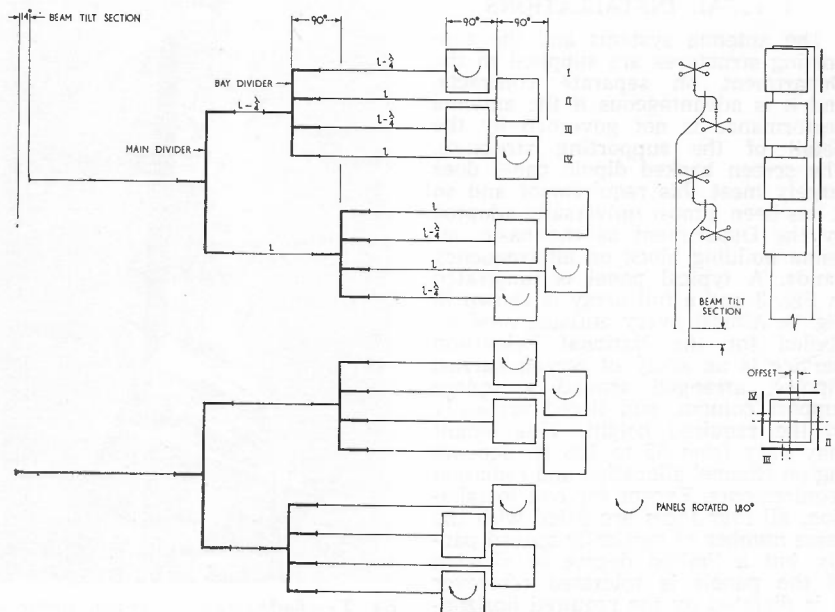 14°
BEAM TILT SECTION
90°
90°
90°
BAY DIVIDER
MAIN DIVIDER
l-λ/4
l-λ/4
l
l-λ/4
l
I
II
III
IV
l
l
l-λ/4
l
l-λ/4
BEAM TILT
SECTION
OFFSET
I
IV
II
III
PANELS ROTATED 180°